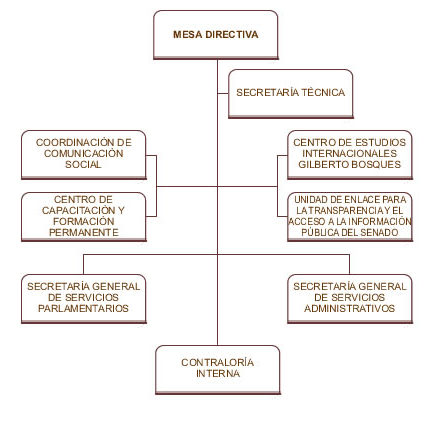 MESA DIRECTIVA
SECRETARÍA TÉCNICA
COORDINACIÓN DE
COMUNICACIÓN
SOCIAL
CENTRO DE ESTUDIOS
INTERNACIONALES
GILBERTO BOSQUES
CENTRO DE
CAPACITACIÓN Y
FORMACIÓN
PERMANENTE
UNIDAD DE ENLACE PARA
LA TRANSPARENCIA Y EL
ACCESO A LA INFORMACIÓN
PÚBLICA DEL SENADO
SECRETARÍA GENERAL
DE SERVICIOS
PARLAMENTARIOS
SECRETARÍA GENERAL
DE SERVICIOS
ADMINISTRATIVOS
CONTRALORÍA
INTERNA